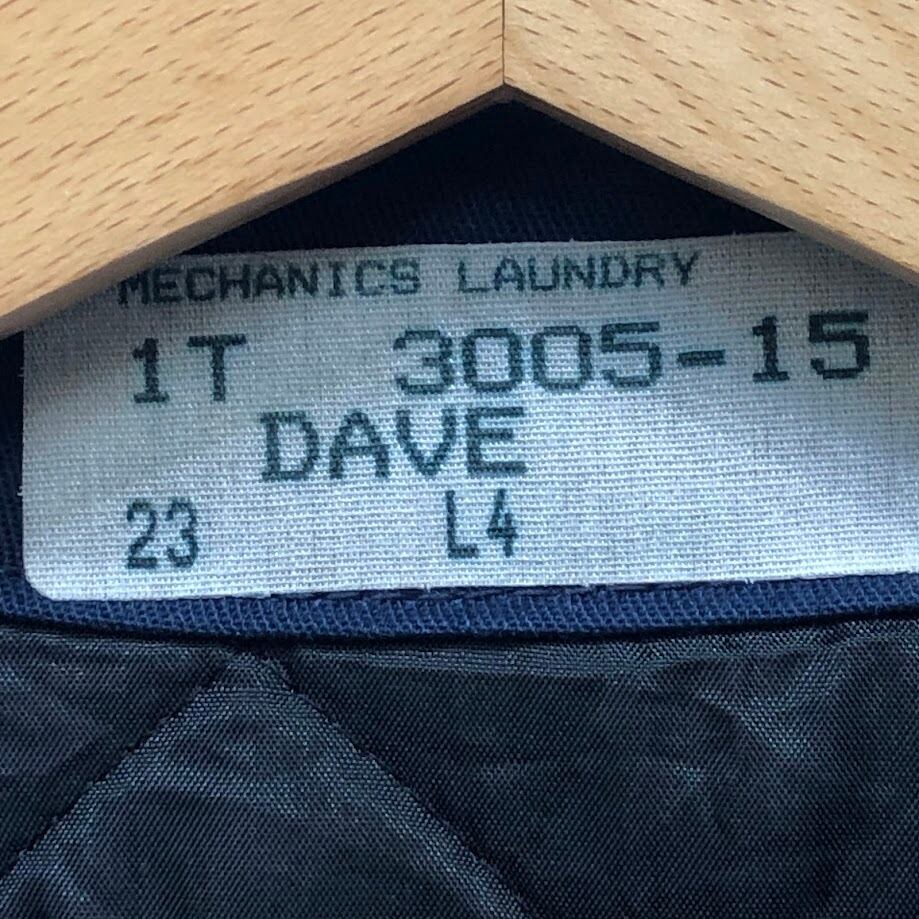 MECHANICS LAUNDRY
1T 3005-15
DAVE
23 L4